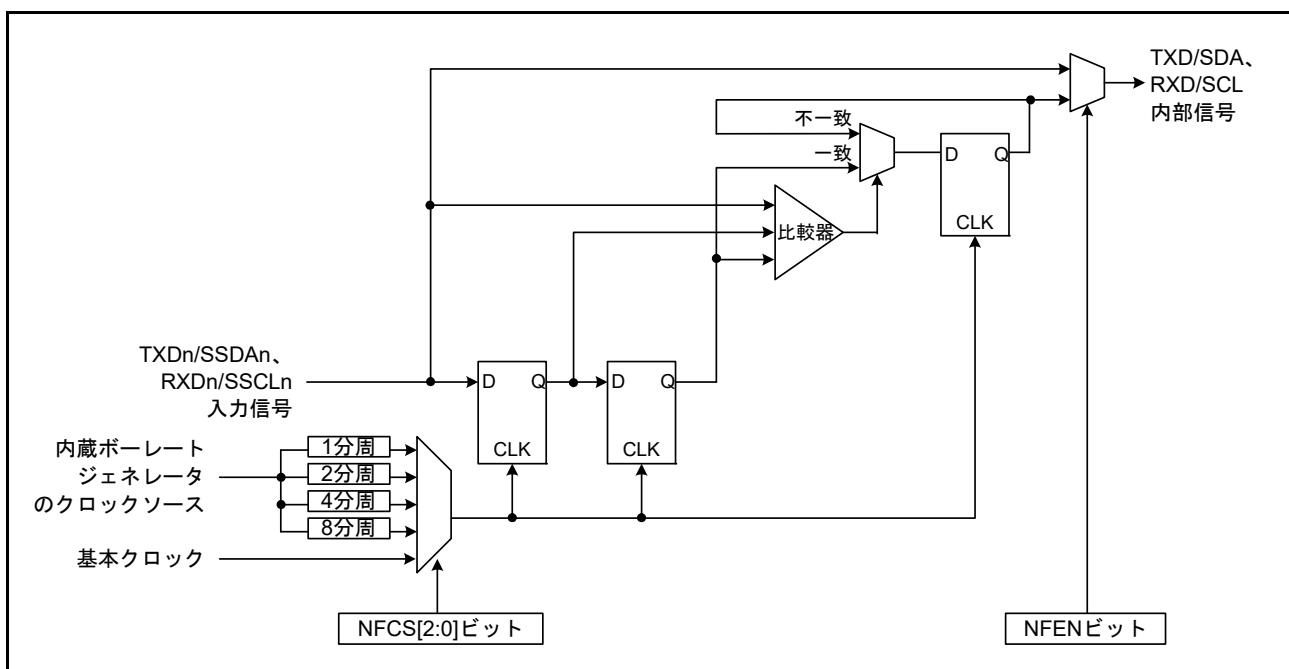 TXD/SDA、
RXD/SCL
内部信号
不一致
一致
D
Q
CLK
比較器
TXDn/SSDAn、
RXDn/SSCLn
入力信号
D
Q
CLK
D
Q
CLK
内蔵ボーレート
ジェネレータ
のクロックソース
1分周
2分周
4分周
8分周
基本クロック
NFCS[2:0]ビット
NFENビット